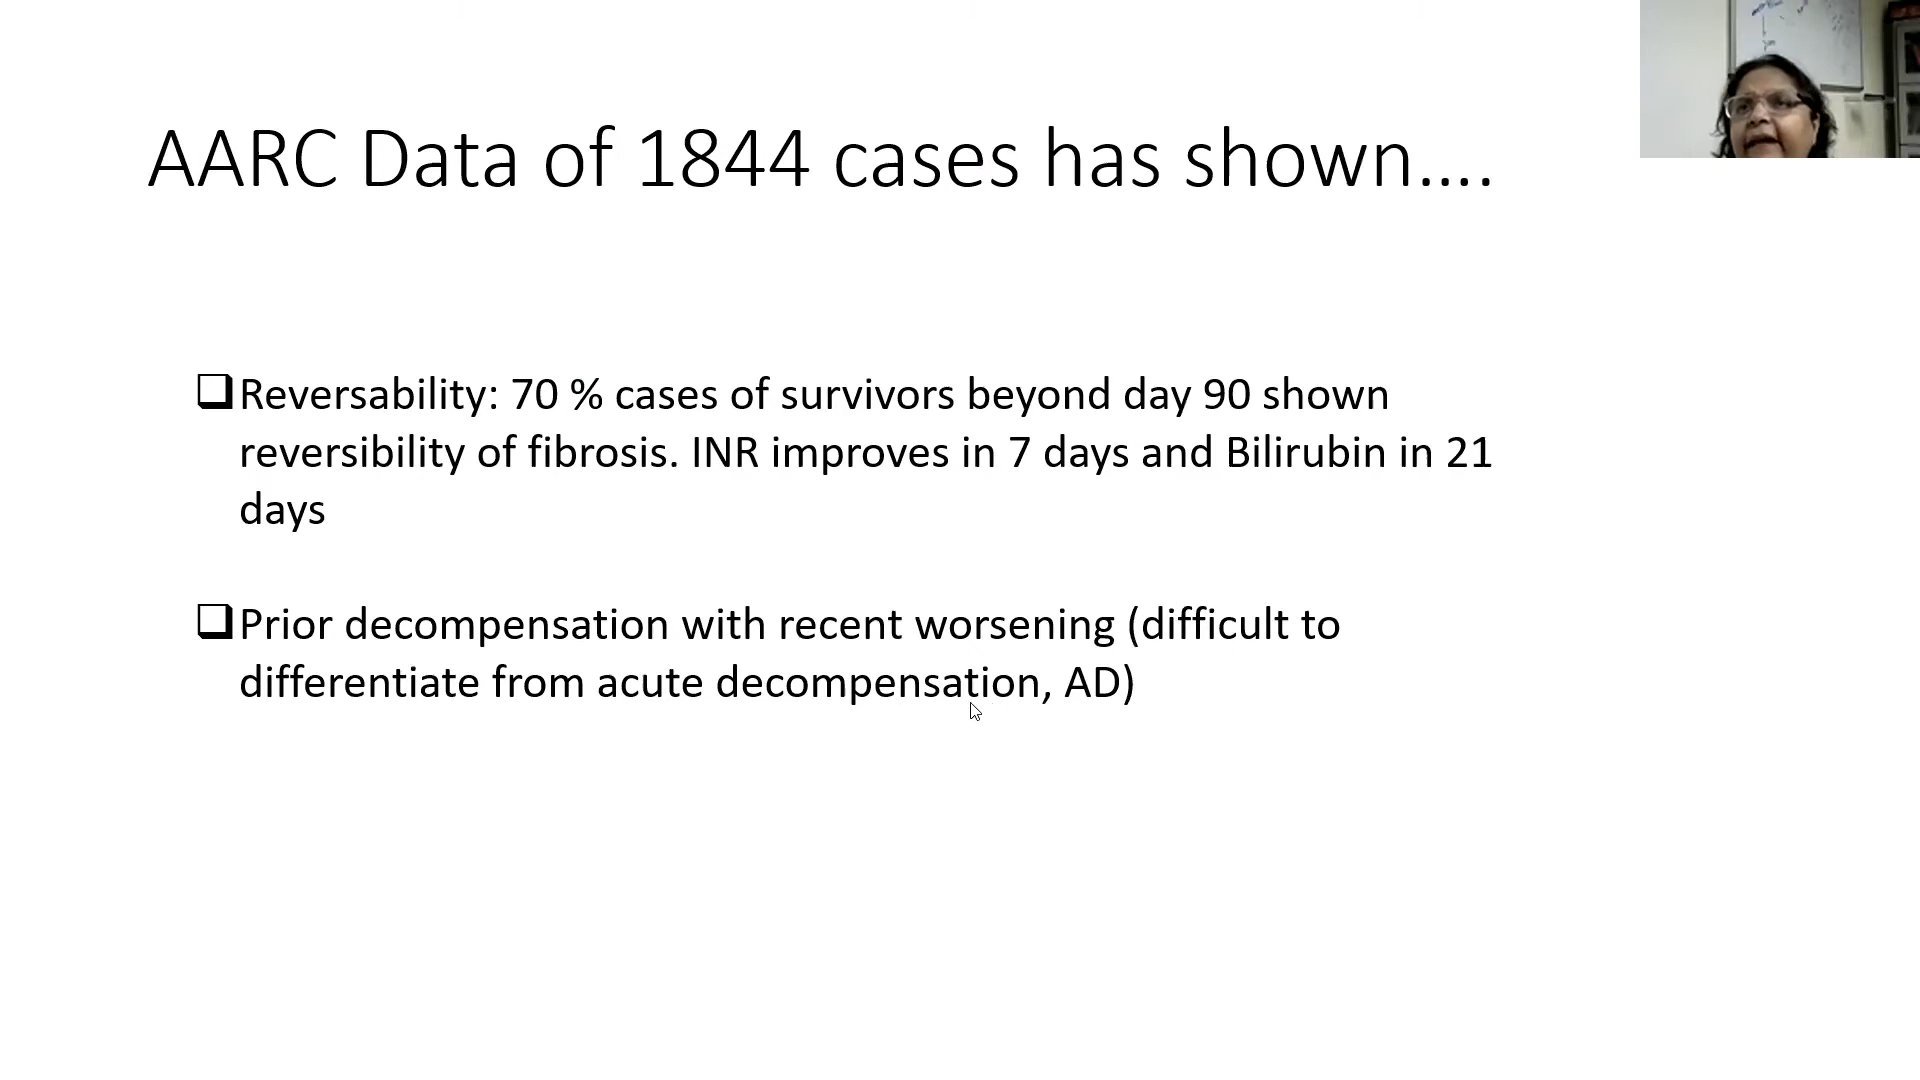 AARC Data of 1844 cases has shown....
Reversability: 70 % cases of survivors beyond day 90 shown
reversibility of fibrosis. INR improves in 7 days and Bilirubin in 21
days
Prior decompensation with recent worsening (difficult to
differentiate from acute decompensation, AD)